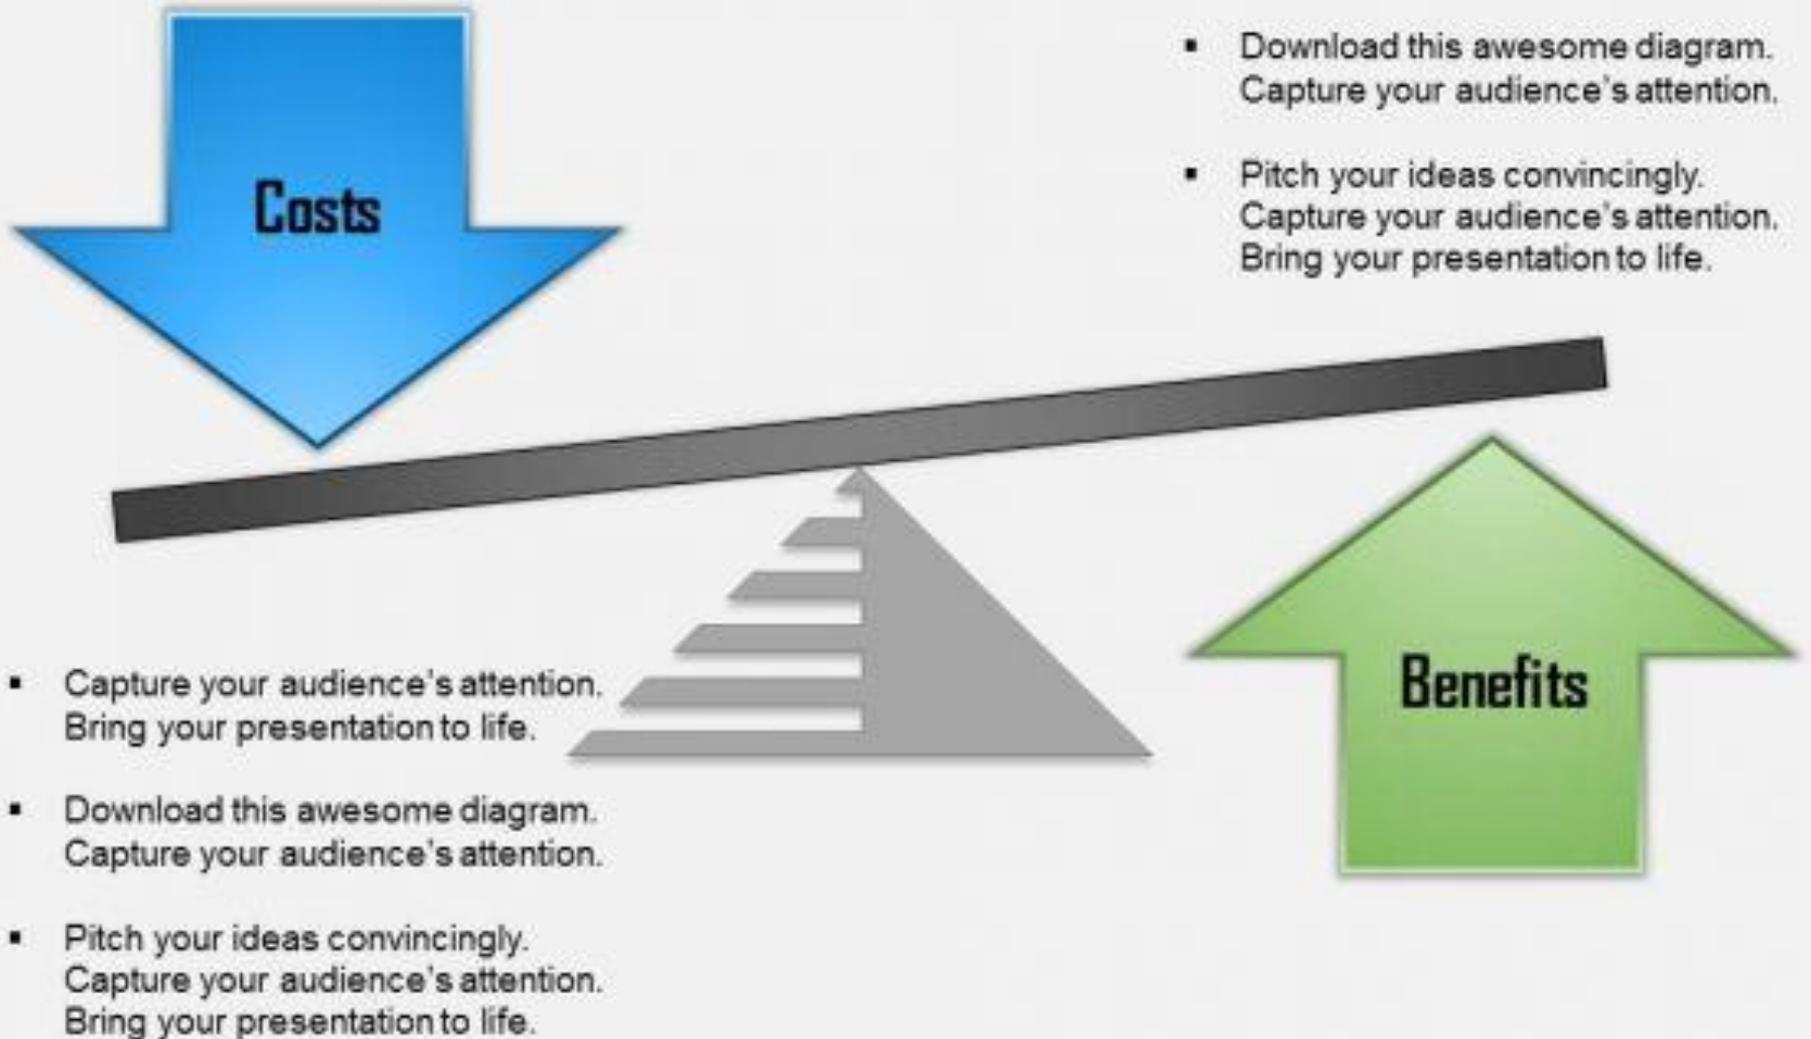 Costs
▪ Download this awesome diagram.
Capture your audience's attention.
▪ Pitch your ideas convincingly.
Capture your audience's attention.
Bring your presentation to life.
▪ Capture your audience's attention.
Bring your presentation to life.
▪ Download this awesome diagram.
Capture your audience's attention.
▪ Pitch your ideas convincingly.
Capture your audience's attention.
Bring your presentation to life.
Benefits